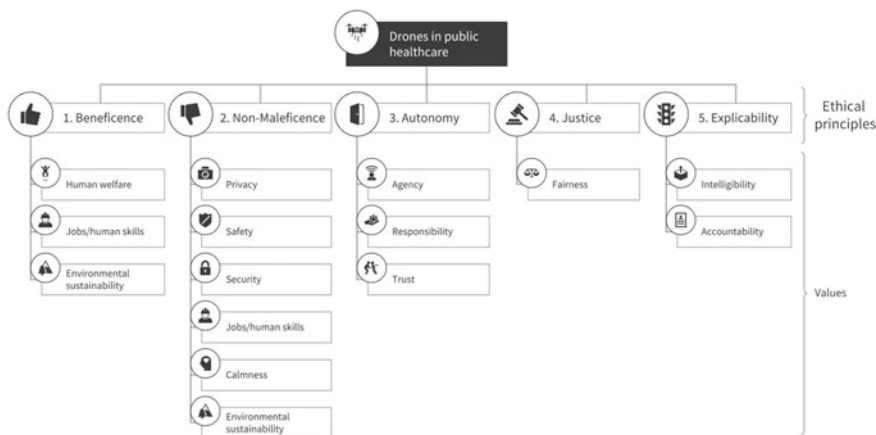 Drones in public
healthcare
1. Beneficence
2. Non-Maleficence
3. Autonomy
4. Justice
5. Explicability
Ethical
principles
Human welfare
Privacy
Agency
Fairness
Intelligibility
Jobs/human skills
Safety
Responsibility
Accountability
Environmental
sustainability
Security
Trust
Values
Jobs/human skills
Calmness
Environmental
sustainability